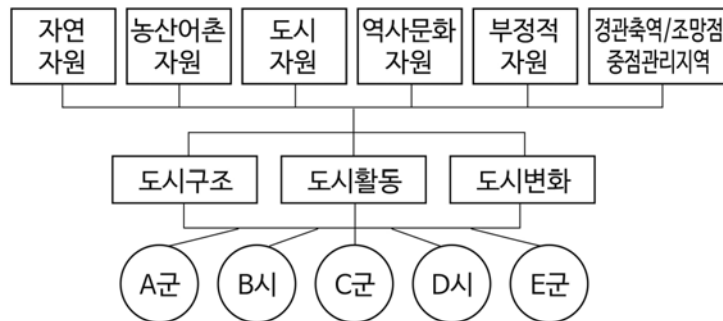 자연
자원
농산어촌
자원
도시
자원
역사문화
자원
부정적
자원
경관축역/조망점
중점관리지역
도시구조
도시활동
도시변화
A군
B시
C군
D시
E군